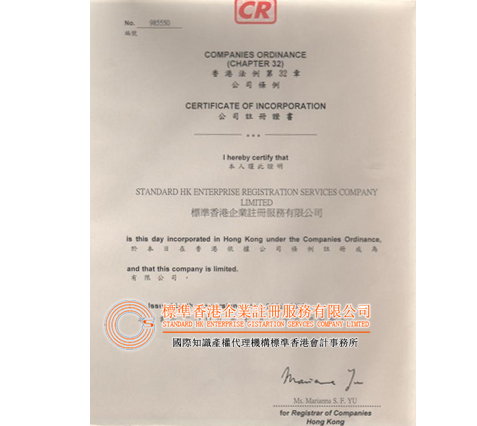 CR
No. 985550
編號
COMPANIES ORDINANCE
(CHAPTER 32)
香港法例第32章
公司條例
CERTIFICATE OF INCORPORATION
公司註冊證書
I hereby certify that
本人謹此證明
STANDARD HK ENTERPRISE REGISTRATION SERVICES COMPANY
LIMITED
標準香港企業註冊服務有限公司
is this day incorporated in Hong Kong under the Companies Ordinance,
於本日在香港依據公司條例註冊成為
and that this company is limited.
有限公司。
標準香港企業註冊服務有限公司
STANDARD HK ENTERPRISE GISTARTION SERVYCES COMPANY LIMITED
國際知識產權代理機構標準香港會計事務所
Ms. Marianna S. F. YU
for Registrar of Companies
Hong Kong